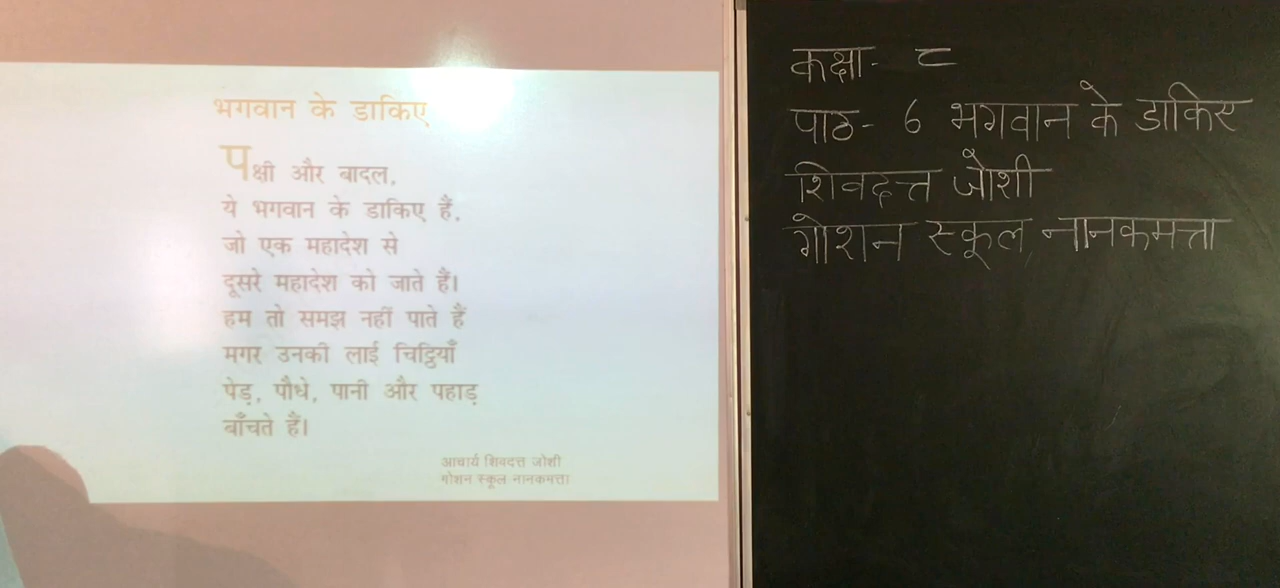 भगवान के डाकिए
पक्षी और बादल,
ये भगवान के डाकिए हैं,
जो एक महादेश से
दूसरे महादेश को जाते हैं।
हम तो समझ नहीं पाते हैं
मगर उनकी लाई चिट्ठियाँ
पेड़, पौधे, पानी और पहाड़
बाँचते हैं।
आचार्य शिवदत्त जोशी
गोशन स्कूल नानकमत्ता
कक्षा- ८
पाठ- 6 भगवान के डाकिए
शिवदत्त जोशी
गोशन स्कूल, नानकमत्ता